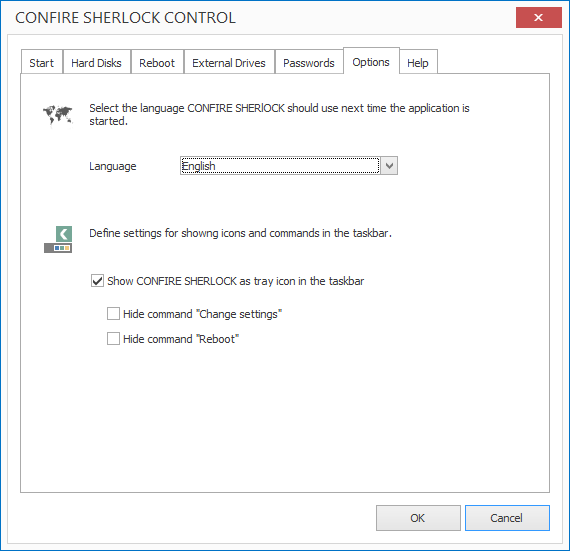 CONFIRE SHERLOCK CONTROL
Start Hard Disks Reboot External Drives Passwords Options Help
Select the language CONFIRE SHERlOCK should use next time the application is
started.
Language English
Define settings for showng icons and commands in the taskbar.
Show CONFIRE SHERLOCK as tray icon in the taskbar
Hide command "Change settings"
Hide command "Reboot"
OK Cancel